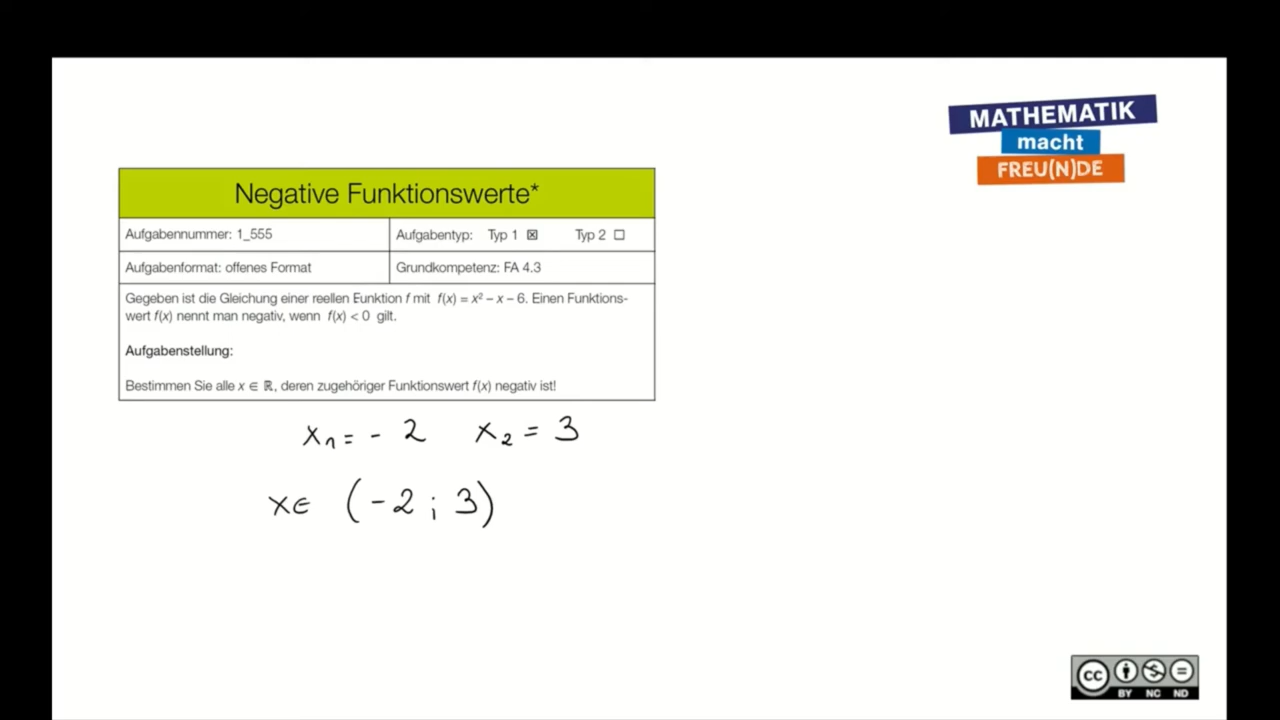 MATHEMATIK
macht
FREU(N)DE
Negative Funktionswerte*
Aufgabennummer: 1_555 Aufgabentyp: Typ 1 ☒ Typ 2 ☐
Aufgabenformat: offenes Format Grundkompetenz: FA 4.3
Gegeben ist die Gleichung einer reellen Funktion f mit f(x) = x² – x – 6. Einen Funktions-
wert f(x) nennt man negativ, wenn f(x) < 0 gilt.
Aufgabenstellung:
Bestimmen Sie alle x ∈ ℝ, deren zugehöriger Funktionswert f(x) negativ ist!
x₁ = - 2 x₂ = 3
x ∈ (-2 ; 3)
cc
BY NC ND